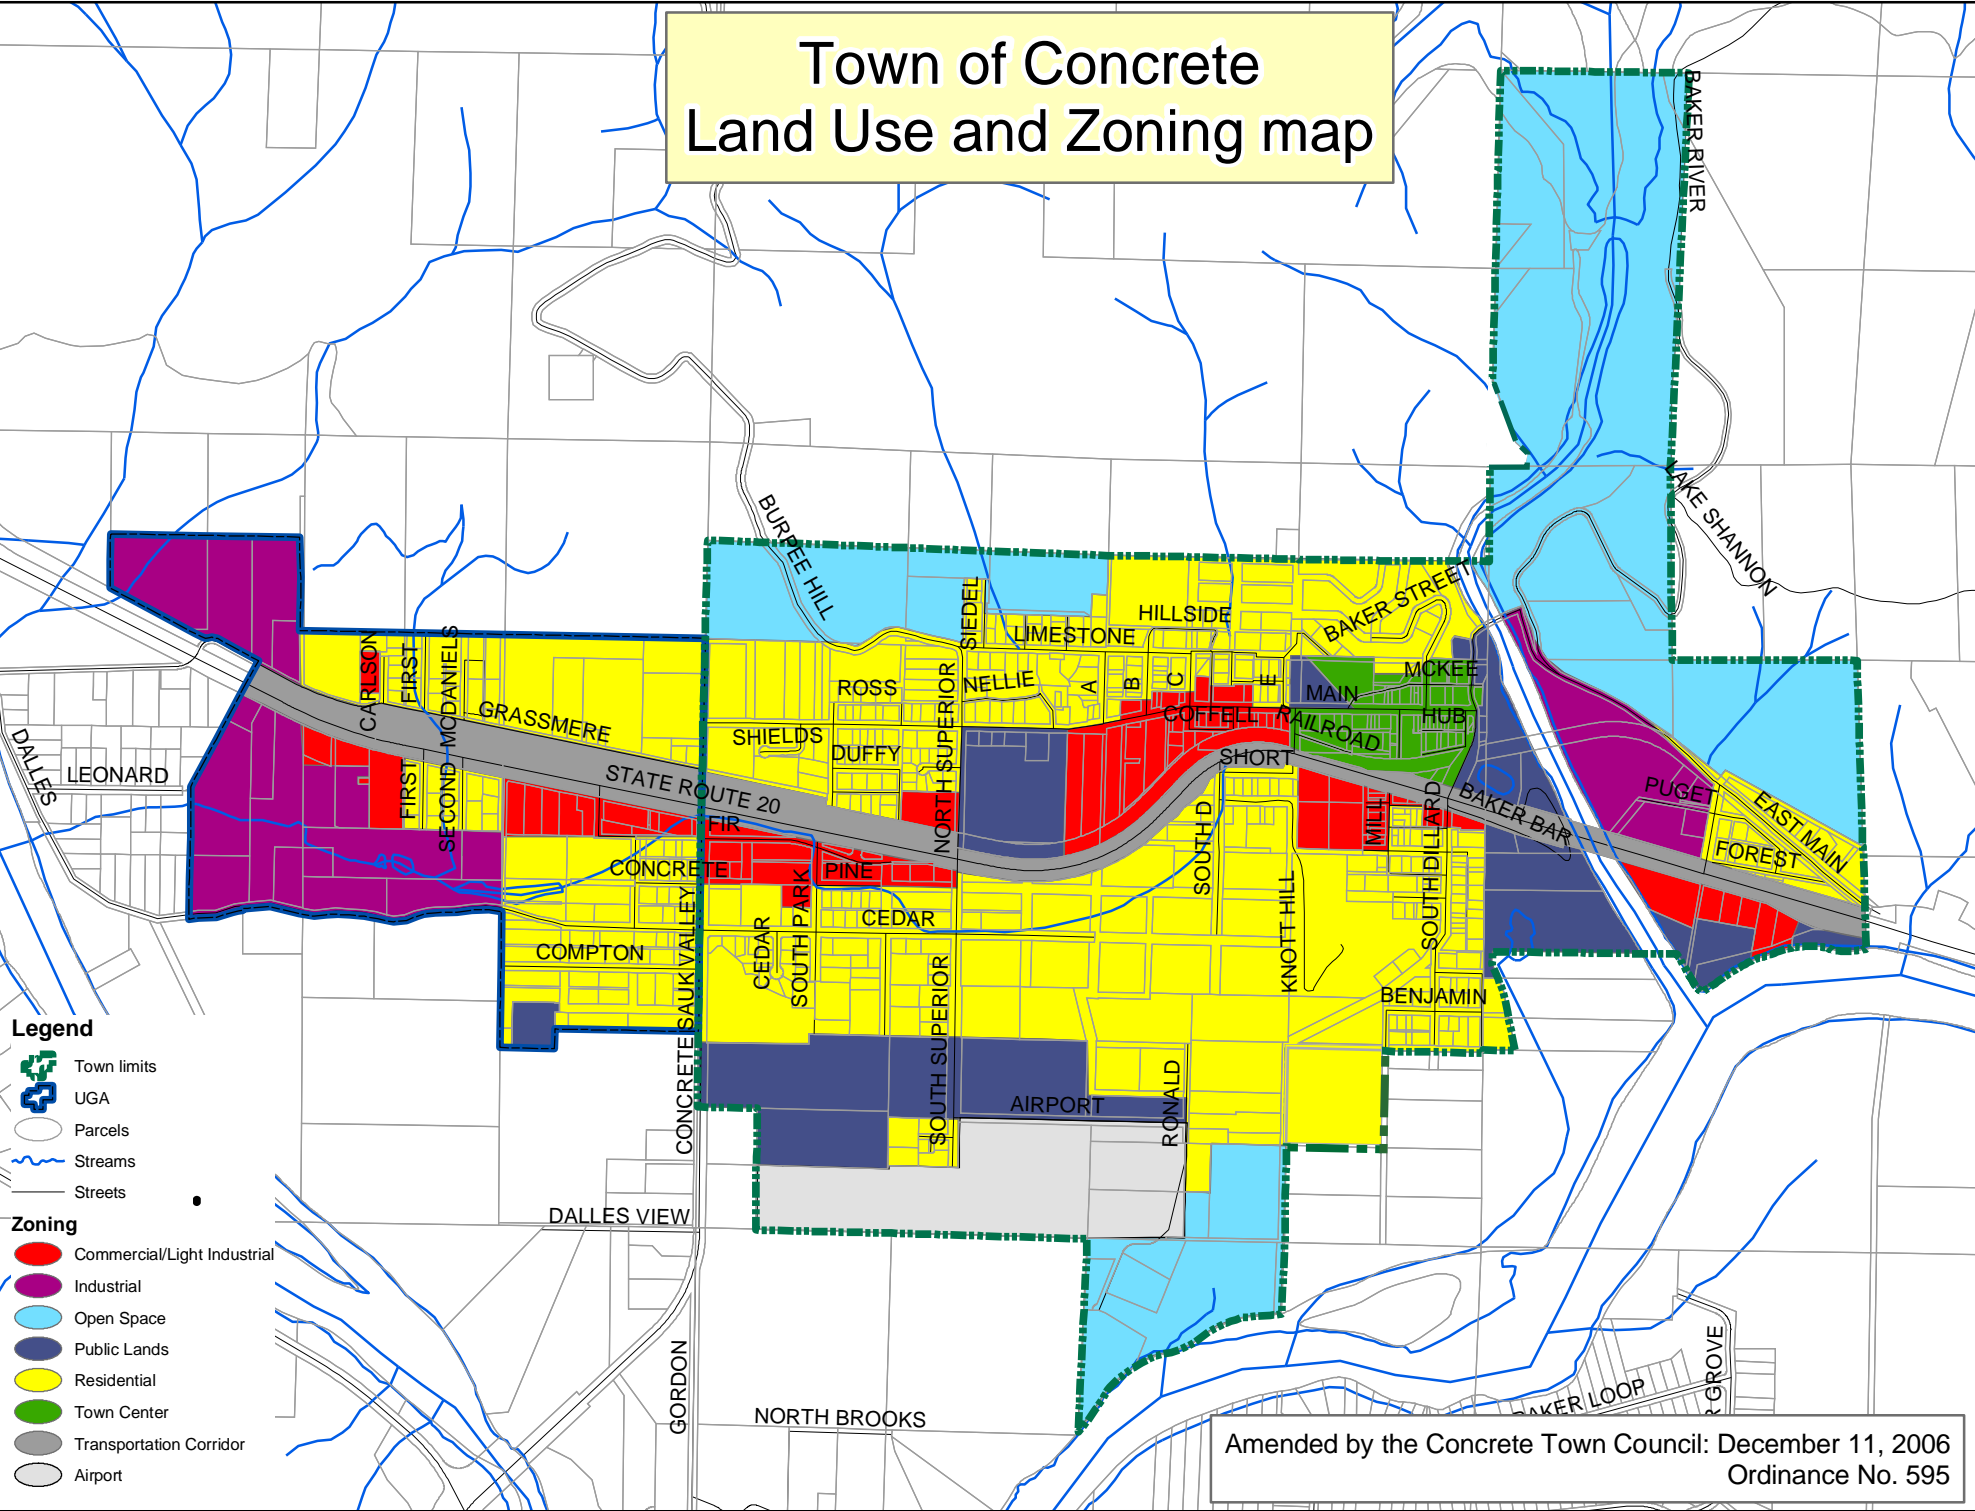 Town of Concrete
Land Use and Zoning map
BAKER RIVER
LAKE SHANNON
BURPEE HILL
SIEDEL
HILLSIDE
LIMESTONE
BAKER STREET
CARLSON
FIRST
SECOND
MCDANIELS
GRASSMERE
ROSS
NELLIE
A
B
C
E
MCKEE
MAIN
HUB
COFFELL
RAILROAD
SHIELDS
DUFFY
NORTH SUPERIOR
SHORT
DALLES
LEONARD
FIRST
STATE ROUTE 20
FIR
PUGET
EAST MAIN
FOREST
BAKER BAR
MILL
SOUTH DILLARD
SOUTH D
KNOTT HILL
CONCRETE
PINE
CEDAR
CEDAR
SOUTH PARK
COMPTON
CONCRETE SAUK VALLEY
SOUTH SUPERIOR
BENJAMIN
RONALD
AIRPORT
DALLES VIEW
GORDON
NORTH BROOKS
BAKER LOOP
R GROVE
Legend
Town limits
UGA
Parcels
Streams
Streets
Zoning
Commercial/Light Industrial
Industrial
Open Space
Public Lands
Residential
Town Center
Transportation Corridor
Airport
Amended by the Concrete Town Council: December 11, 2006
Ordinance No. 595